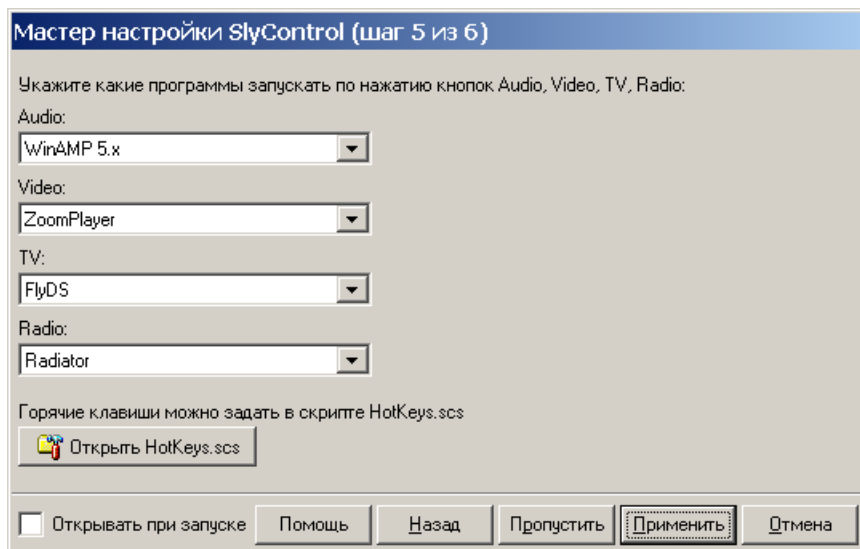 Мастер настройки SlyControl (шаг 5 из 6)
Укажите какие программы запускать по нажатию кнопок Audio, Video, TV, Radio:
Audio:
WinAMP 5.x
Video:
ZoomPlayer
TV:
FlyDS
Radio:
Radiator
Горячие клавиши можно задать в скрипте HotKeys.scs
Открыть HotKeys.scs
Открывать при запуске Помощь Назад Пропустить Применить Отмена